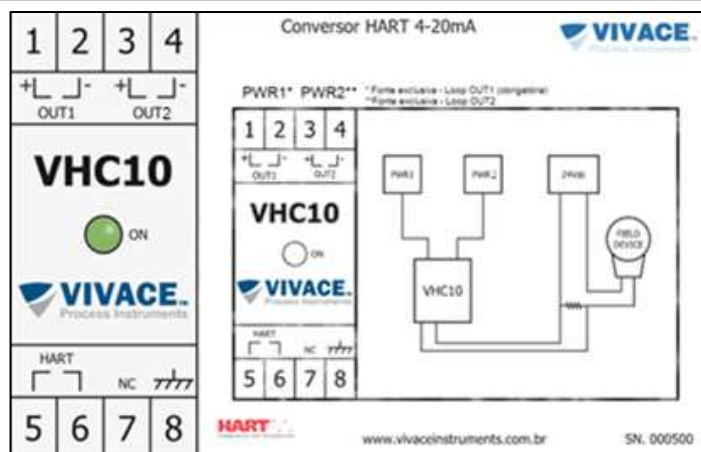 1 2 3 4
+ - + -
OUT1 OUT2
VHC10
ON
VIVACE
Process Instruments
HART
NC
5 6 7 8
Conversor HART 4-20mA
VIVACE
Process Instruments
PWR1* PWR2**
* Fonte exclusiva - Loop OUT1 (obrigatória)
**Fonte exclusiva - Loop OUT2
1 2 3 4
+ - + -
OUT1 OUT2
VHC10
ON
VIVACE
Process Instruments
HART
NC
5 6 7 8
PWR1
PWR2
VHC10
FIELD
DEVICE
HART
www.vivaceinstruments.com.br
SN. 000500